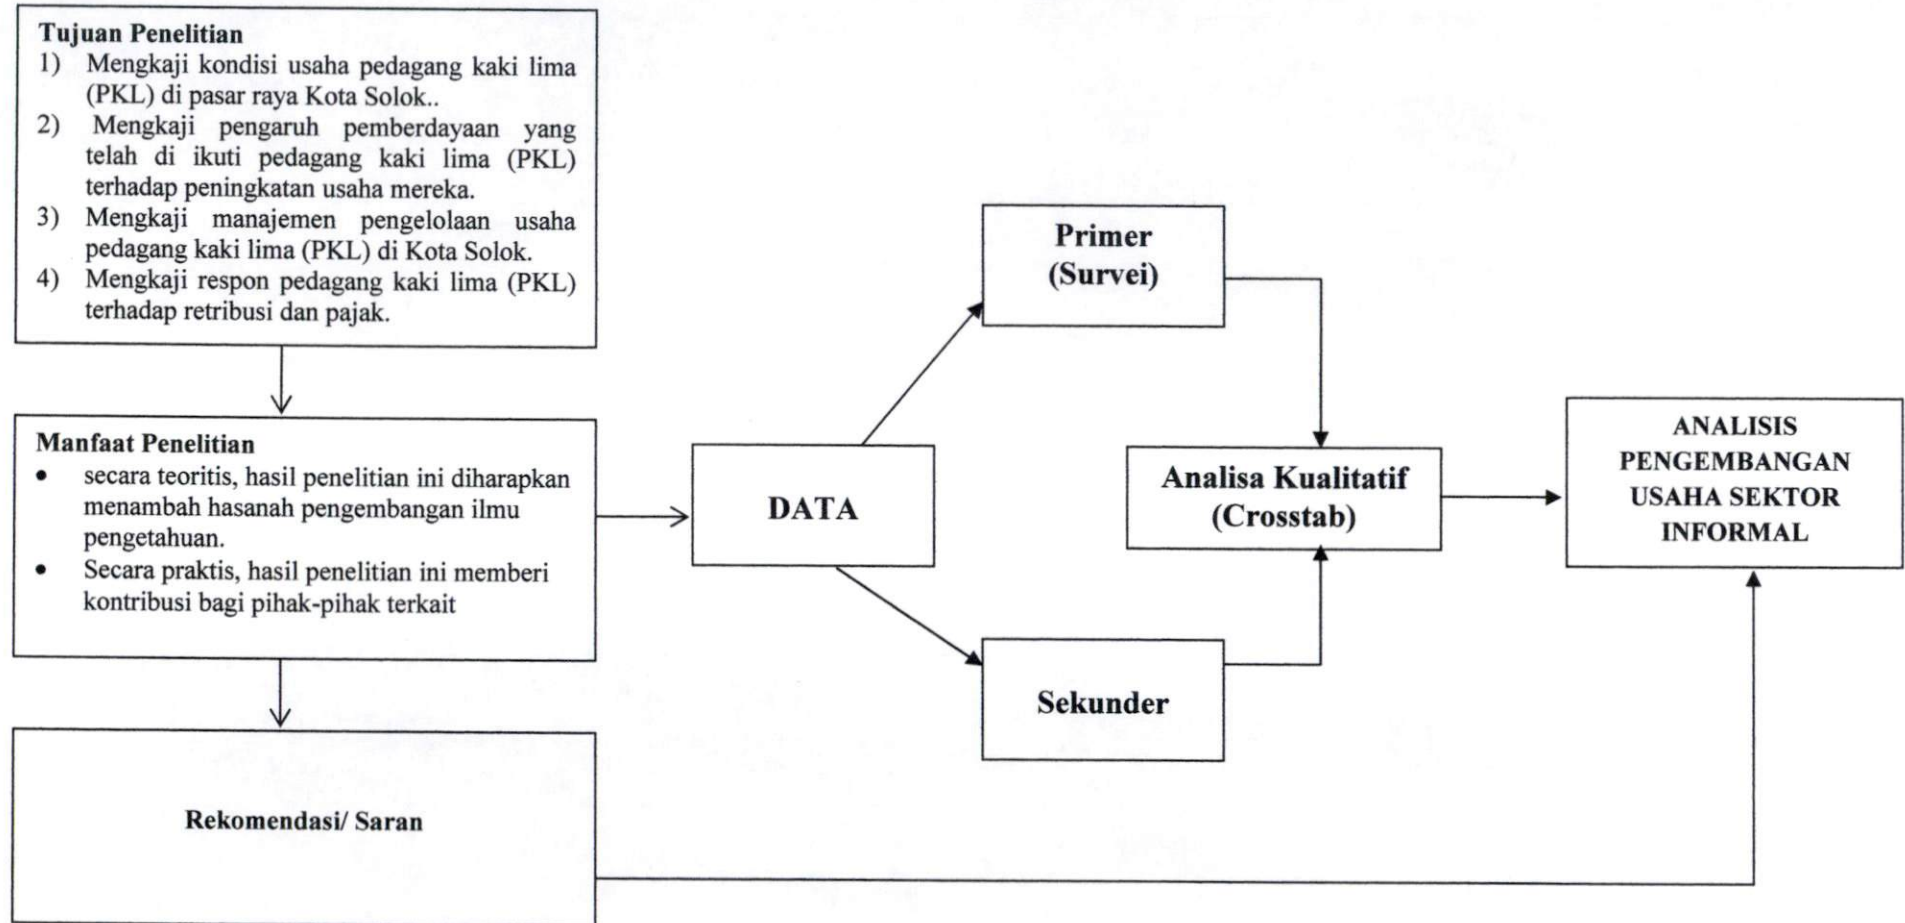 Tujuan Penelitian
1) Mengkaji kondisi usaha pedagang kaki lima
(PKL) di pasar raya Kota Solok..
2) Mengkaji pengaruh pemberdayaan yang
telah di ikuti pedagang kaki lima (PKL)
terhadap peningkatan usaha mereka.
3) Mengkaji manajemen pengelolaan usaha
pedagang kaki lima (PKL) di Kota Solok.
4) Mengkaji respon pedagang kaki lima (PKL)
terhadap retribusi dan pajak.
Manfaat Penelitian
• secara teoritis, hasil penelitian ini diharapkan
menambah hasanah pengembangan ilmu
pengetahuan.
• Secara praktis, hasil penelitian ini memberi
kontribusi bagi pihak-pihak terkait
Rekomendasi/ Saran
DATA
Primer
(Survei)
Sekunder
Analisa Kualitatif
(Crosstab)
ANALISIS
PENGEMBANGAN
USAHA SEKTOR
INFORMAL